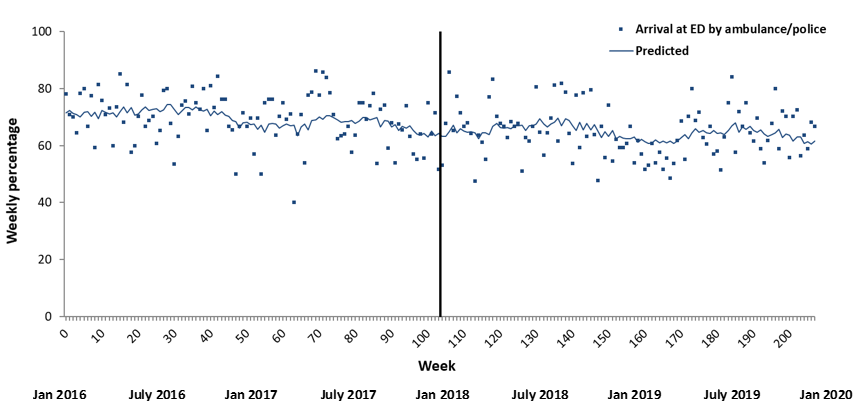 Arrival at ED by ambulance/police
Predicted
Weekly percentage
100
80
60
40
20
0
0 10 20 30 40 50 60 70 80 90 100 110 120 130 140 150 160 170 180 190 200
Week
Jan 2016 July 2016 Jan 2017 July 2017 Jan 2018 July 2018 Jan 2019 July 2019 Jan 2020